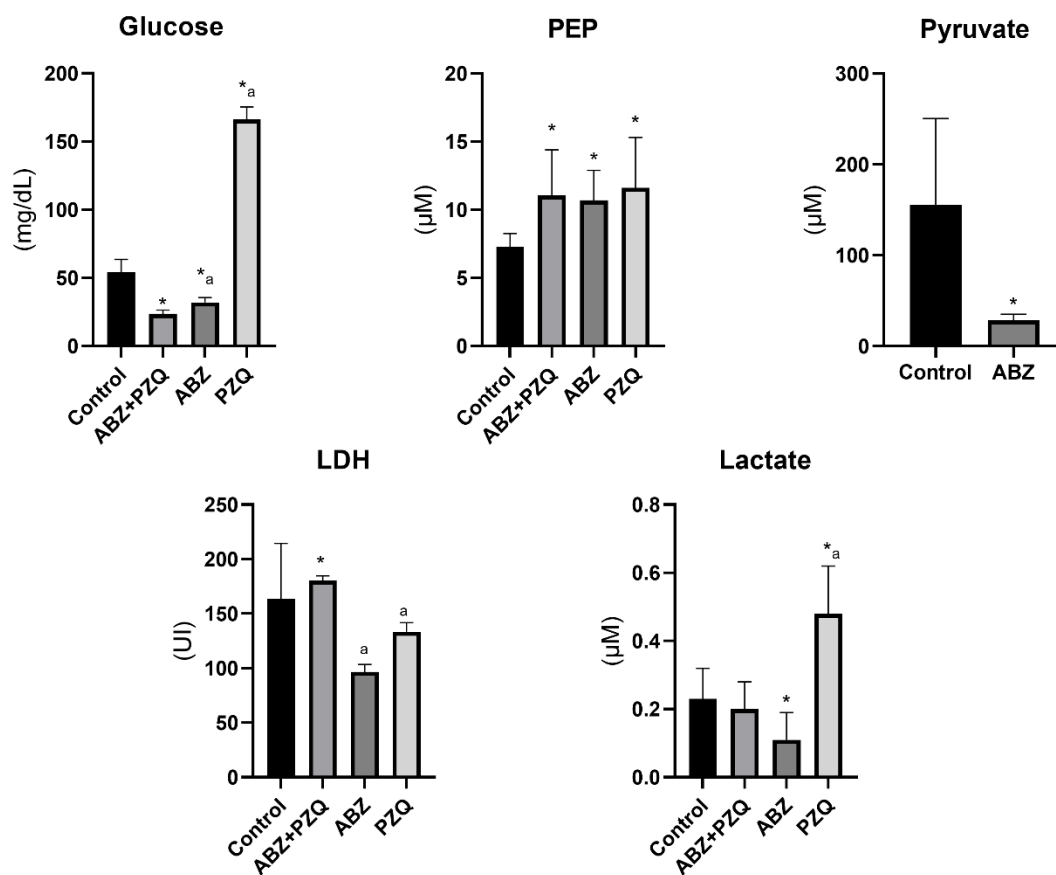 Glucose
200
150
100
50
0
(mg/dL)
*
*a
*a
Control
ABZ+PZQ
ABZ
PZQ
PEP
20
15
10
5
0
(µM)
*
*
*
Control
ABZ+PZQ
ABZ
PZQ
Pyruvate
300
200
100
0
(µM)
*
Control
ABZ
LDH
250
200
150
100
50
0
(UI)
*
a
a
Control
ABZ+PZQ
ABZ
PZQ
Lactate
0.8
0.6
0.4
0.2
0.0
(µM)
*
*a
Control
ABZ+PZQ
ABZ
PZQ